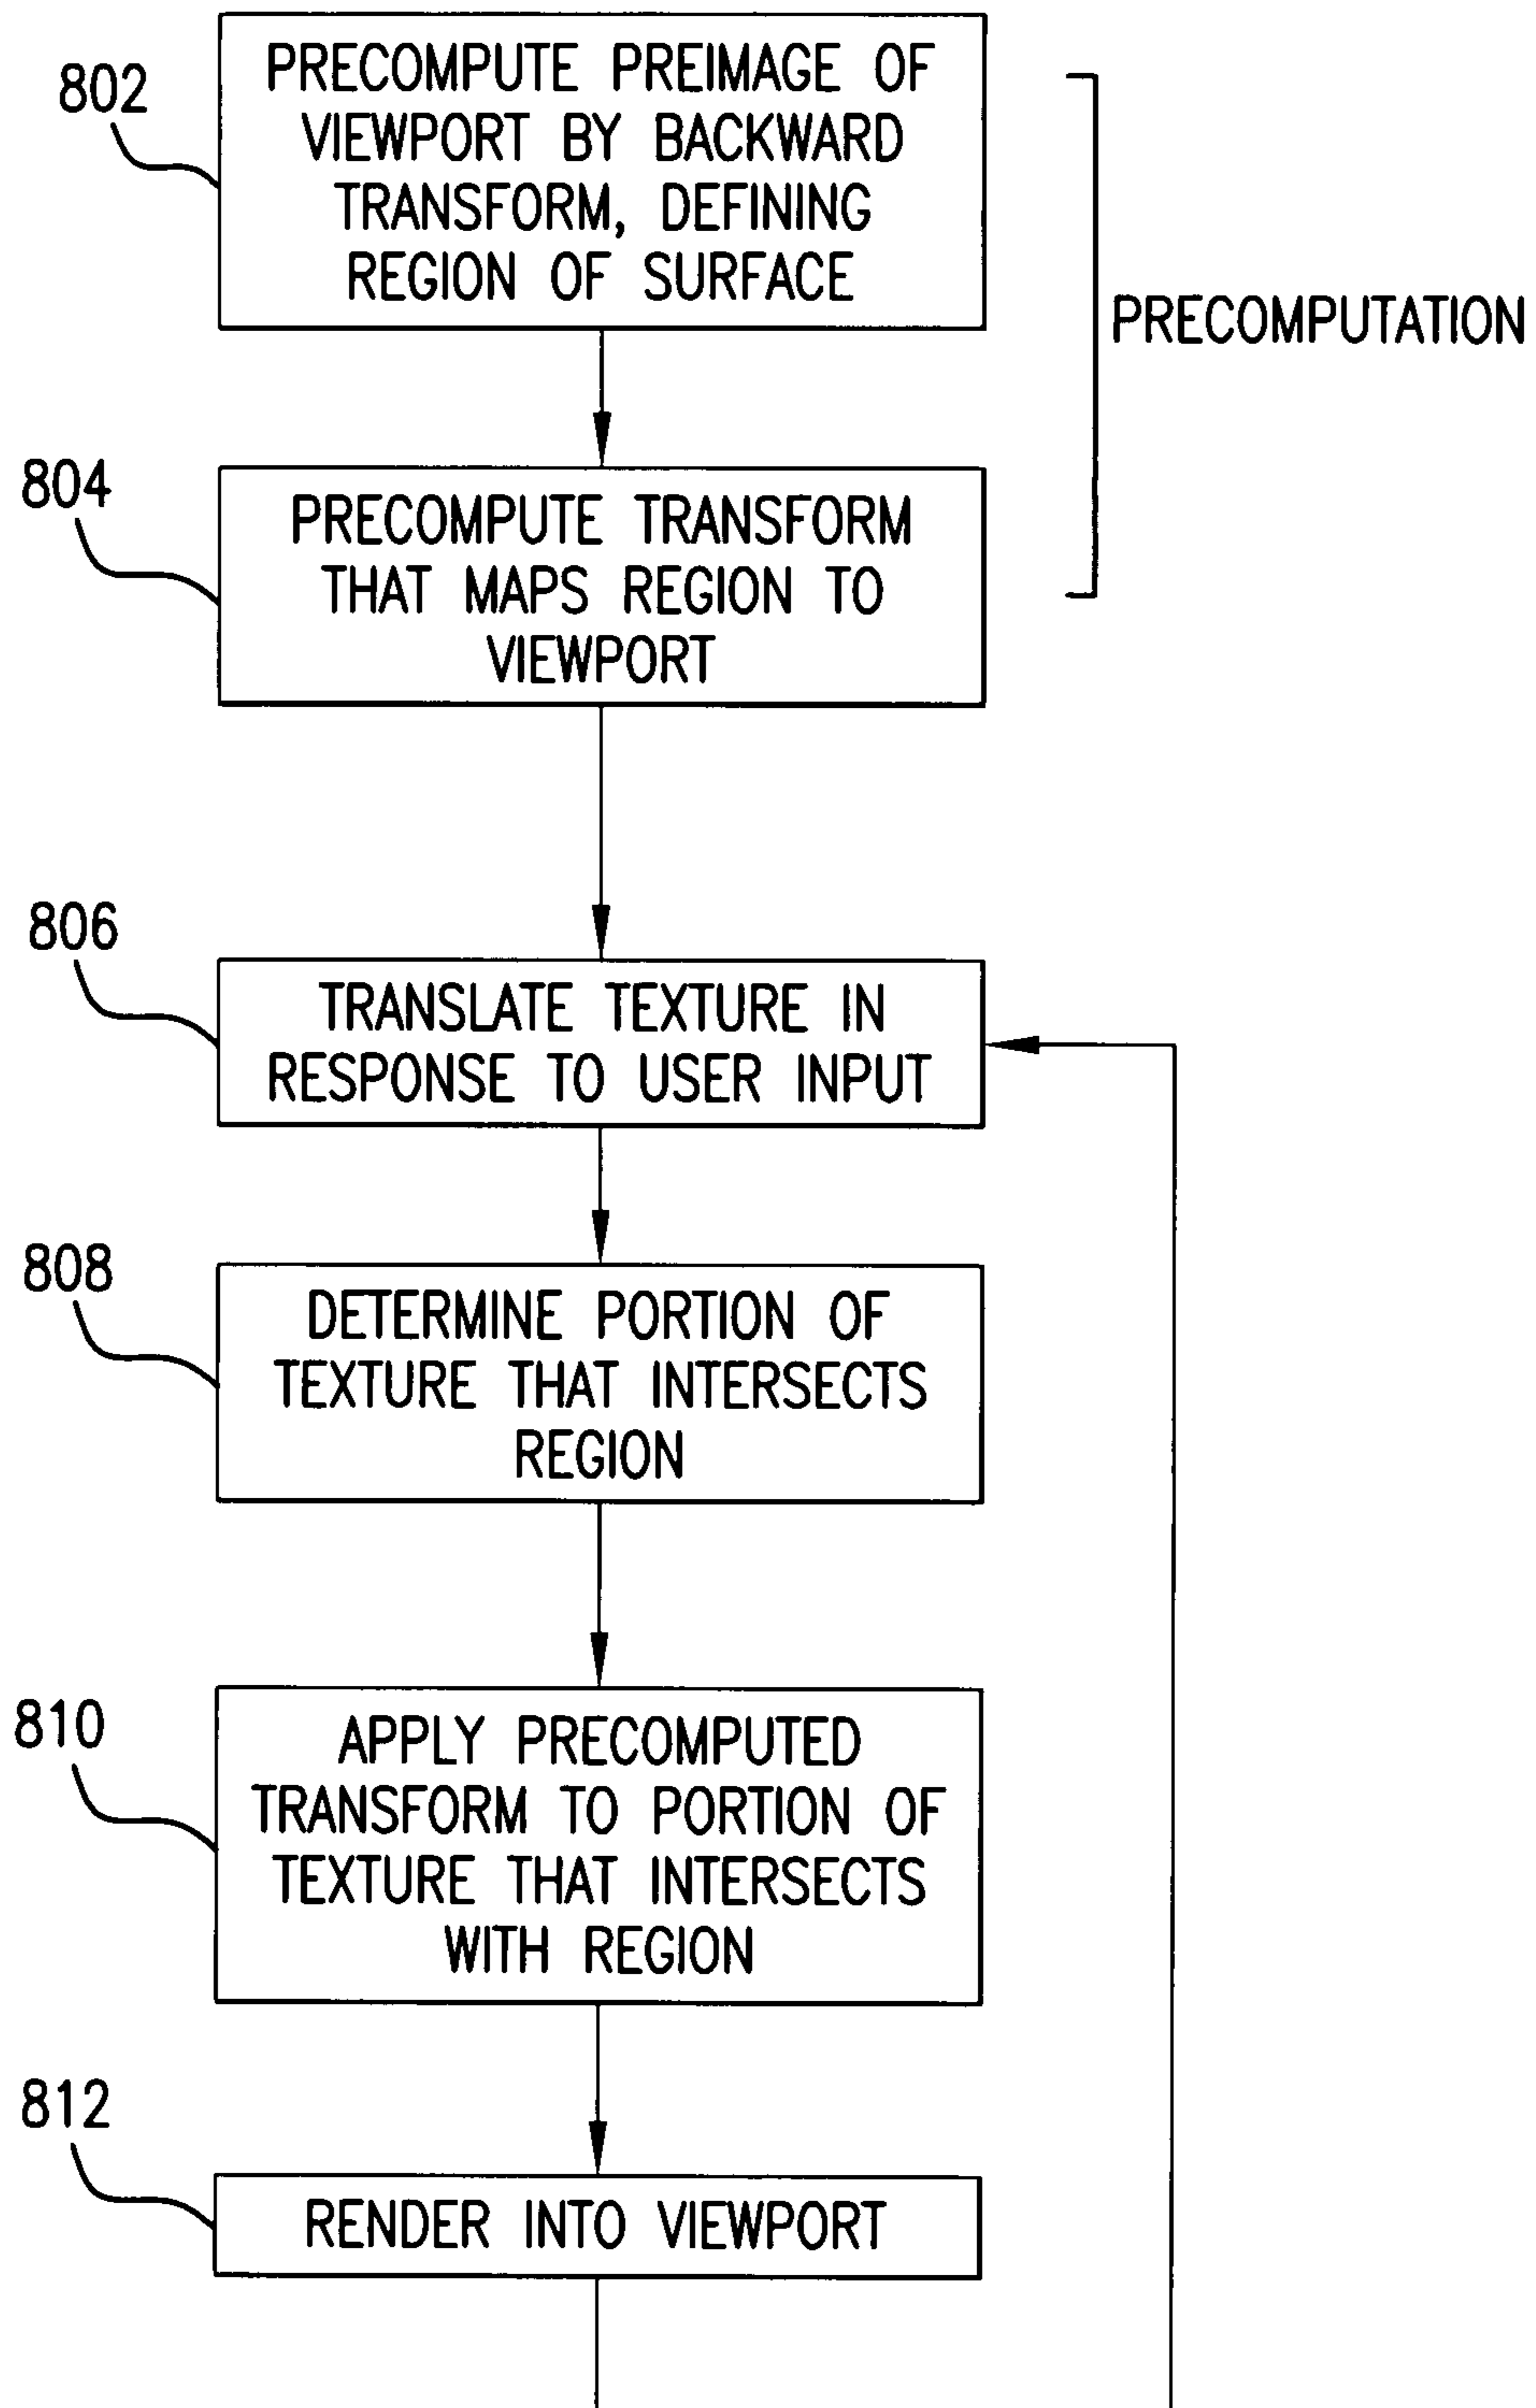 802
PRECOMPUTE PREIMAGE OF
VIEWPORT BY BACKWARD
TRANSFORM, DEFINING
REGION OF SURFACE
PRECOMPUTATION
804
PRECOMPUTE TRANSFORM
THAT MAPS REGION TO
VIEWPORT
806
TRANSLATE TEXTURE IN
RESPONSE TO USER INPUT
808
DETERMINE PORTION OF
TEXTURE THAT INTERSECTS
REGION
810
APPLY PRECOMPUTED
TRANSFORM TO PORTION OF
TEXTURE THAT INTERSECTS
WITH REGION
812
RENDER INTO VIEWPORT